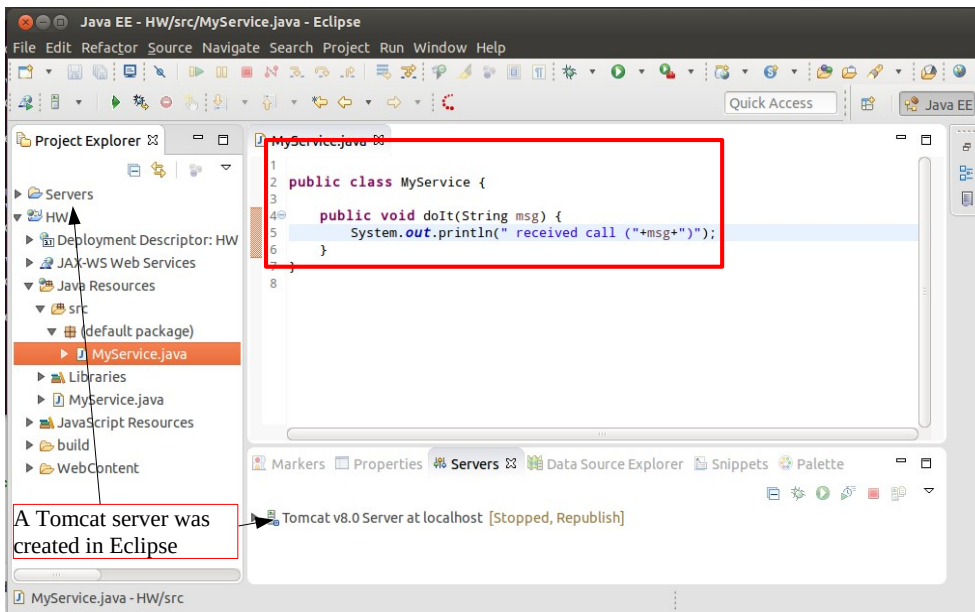 Java EE - HW/src/MyService.java - Eclipse
File Edit Refactor Source Navigate Search Project Run Window Help
Quick Access
Java EE
Project Explorer
Servers
HW
Deployment Descriptor: HW
JAX-WS Web Services
Java Resources
src
(default package)
MyService.java
Libraries
MyService.java
JavaScript Resources
build
WebContent
A Tomcat server was
created in Eclipse
MyService.java
1
2 public class MyService {
3
4 public void doIt(String msg) {
5 System.out.println(" received call ("+msg+")");
6 }
7 }
8
Markers Properties Servers Data Source Explorer Snippets Palette
Tomcat v8.0 Server at localhost [Stopped, Republish]
MyService.java - HW/src